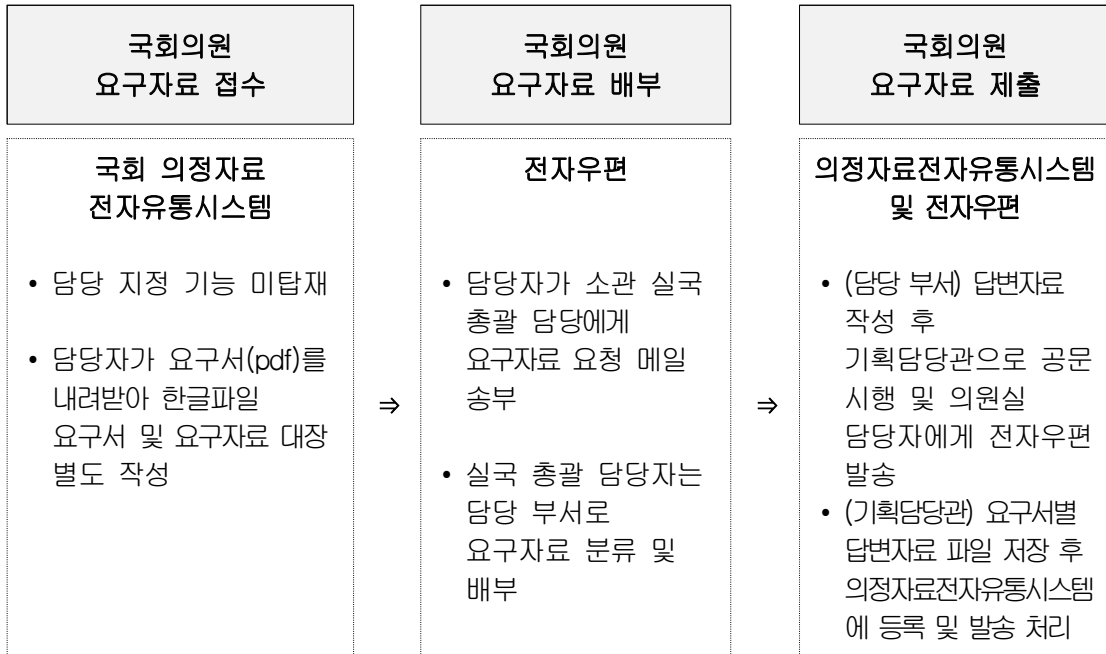 국회의원
요구자료 접수
국회의원
요구자료 배부
국회의원
요구자료 제출
국회 의정자료
전자유통시스템
• 담당 지정 기능 미탑재
• 담당자가 요구서(pdf)를
내려받아 한글파일
요구서 및 요구자료 대장
별도 작성
⇒
전자우편
• 담당자가 소관 실국
총괄 담당에게
요구자료 요청 메일
송부
• 실국 총괄 담당자는
담당 부서로
요구자료 분류 및
배부
⇒
의정자료전자유통시스템
및 전자우편
• (담당 부서) 답변자료
작성 후
기획담당관으로 공문
시행 및 의원실
담당자에게 전자우편
발송
• (기획담당관) 요구서별
답변자료 파일 저장 후
의정자료전자유통시스템
에 등록 및 발송 처리